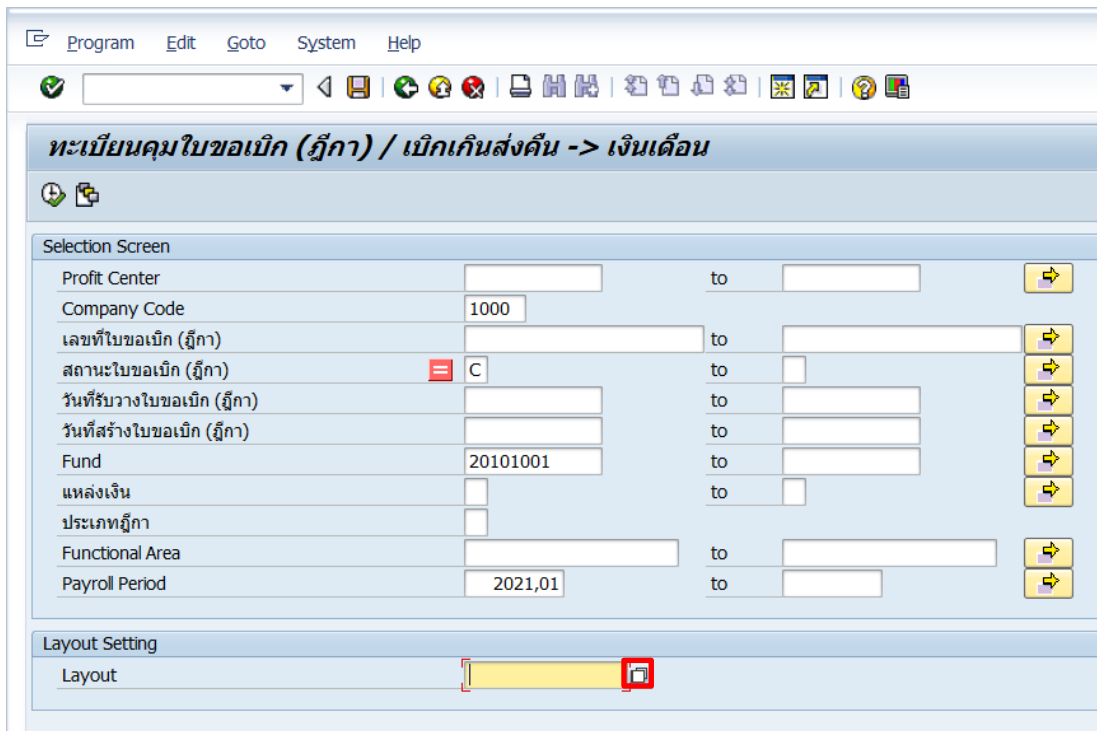 Program Edit Goto System Help
ทะเบียนคุมใบขอเบิก (ฎีกา) / เบิกเกินส่งคืน -> เงินเดือน
Selection Screen
Profit Center to
Company Code 1000
เลขที่ใบขอเบิก (ฎีกา) to
สถานะใบขอเบิก (ฎีกา) C to
วันที่รับวางใบขอเบิก (ฎีกา) to
วันที่สร้างใบขอเบิก (ฎีกา) to
Fund 20101001 to
แหล่งเงิน to
ประเภทฎีกา
Functional Area to
Payroll Period 2021,01 to
Layout Setting
Layout